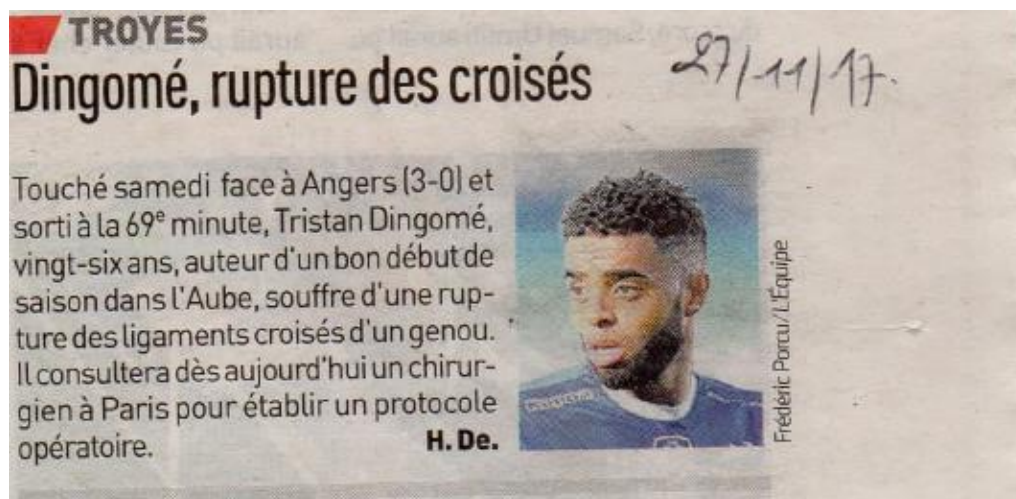 TROYES
Dingomé, rupture des croisés
27/11/17.
Touché samedi face à Angers (3-0) et
sorti à la 69e minute, Tristan Dingomé,
vingt-six ans, auteur d'un bon début de
saison dans l'Aube, souffre d'une rup-
ture des ligaments croisés d'un genou.
Il consultera dès aujourd'hui un chirur-
gien à Paris pour établir un protocole
opératoire.
H. De.
Frédéric Porcu/L'Équipe